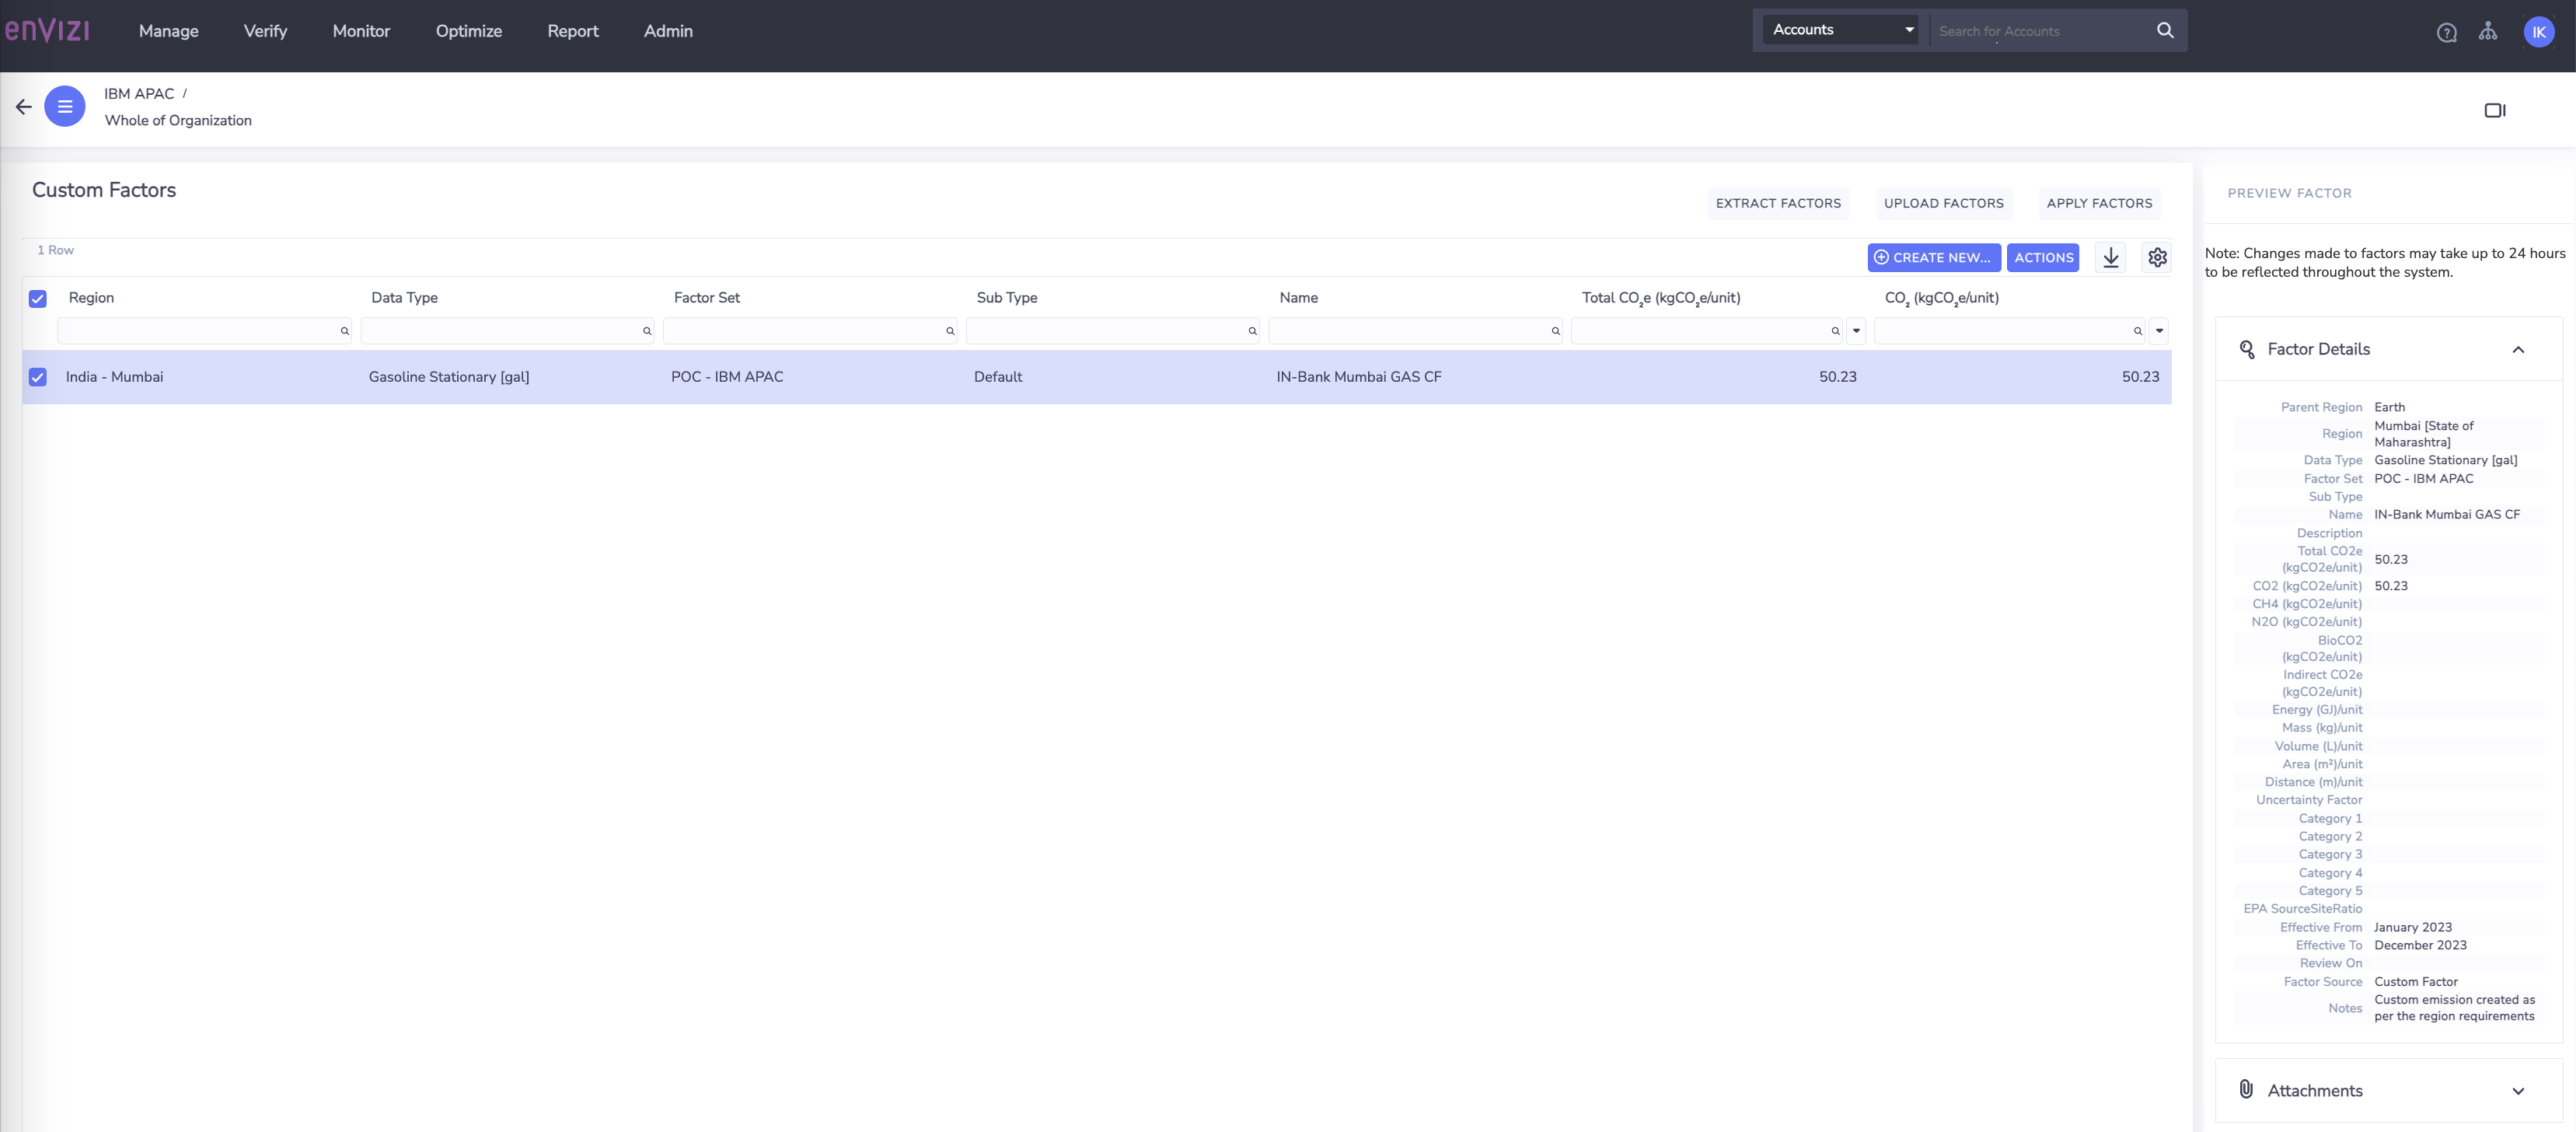 enVizi
Manage Verify Monitor Optimize Report Admin
Accounts Search for Accounts IK
IBM APAC /
Whole of Organization
Custom Factors
EXTRACT FACTORS UPLOAD FACTORS APPLY FACTORS
1 Row
CREATE NEW... ACTIONS
Region Data Type Factor Set Sub Type Name Total CO₂e (kgCO₂e/unit) CO₂ (kgCO₂e/unit)
India - Mumbai Gasoline Stationary [gal] POC - IBM APAC Default IN-Bank Mumbai GAS CF 50.23 50.23
PREVIEW FACTOR
Note: Changes made to factors may take up to 24 hours
to be reflected throughout the system.
Factor Details
Parent Region Earth
Region Mumbai [State of
Maharashtra]
Data Type Gasoline Stationary [gal]
Factor Set POC - IBM APAC
Sub Type
Name IN-Bank Mumbai GAS CF
Description
Total CO2e
(kgCO2e/unit) 50.23
CO2 (kgCO2e/unit) 50.23
CH4 (kgCO2e/unit)
N2O (kgCO2e/unit)
BioCO2
(kgCO2e/unit)
Indirect CO2e
(kgCO2e/unit)
Energy (GJ)/unit
Mass (kg)/unit
Volume (L)/unit
Area (m²)/unit
Distance (m)/unit
Uncertainty Factor
Category 1
Category 2
Category 3
Category 4
Category 5
EPA SourceSiteRatio
Effective From January 2023
Effective To December 2023
Review On
Factor Source Custom Factor
Notes Custom emission created as
per the region requirements
Attachments